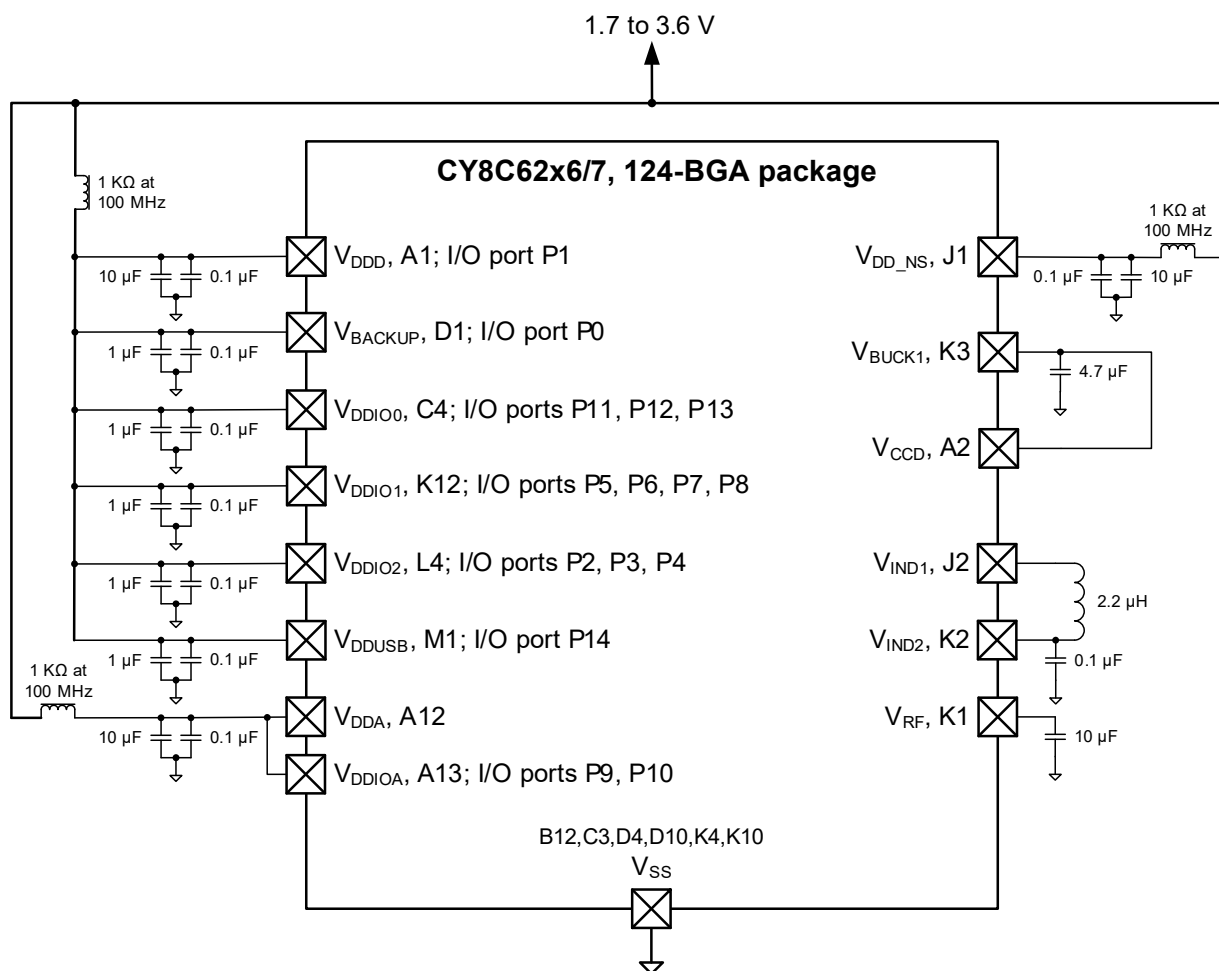 1.7 to 3.6 V
CY8C62x6/7, 124-BGA package
1 KΩ at
100 MHz
VDDD, A1; I/O port P1
10 µF
0.1 µF
VBACKUP, D1; I/O port P0
1 µF
0.1 µF
VDDIO0, C4; I/O ports P11, P12, P13
1 µF
0.1 µF
VDDIO1, K12; I/O ports P5, P6, P7, P8
1 µF
0.1 µF
VDDIO2, L4; I/O ports P2, P3, P4
1 µF
0.1 µF
VDDUSB, M1; I/O port P14
1 µF
0.1 µF
1 KΩ at
100 MHz
VDDA, A12
10 µF
0.1 µF
VDDIOA, A13; I/O ports P9, P10
1 KΩ at
100 MHz
VDD_NS, J1
0.1 µF
10 µF
VBUCK1, K3
4.7 µF
VCCD, A2
VIND1, J2
2.2 µH
VIND2, K2
0.1 µF
VRF, K1
10 µF
B12,C3,D4,D10,K4,K10
VSS